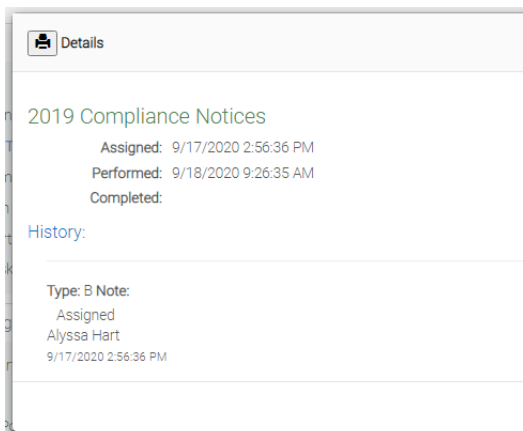 Details
2019 Compliance Notices
Assigned: 9/17/2020 2:56:36 PM
Performed: 9/18/2020 9:26:35 AM
Completed:
History:
Type: B Note:
Assigned
Alyssa Hart
9/17/2020 2:56:36 PM